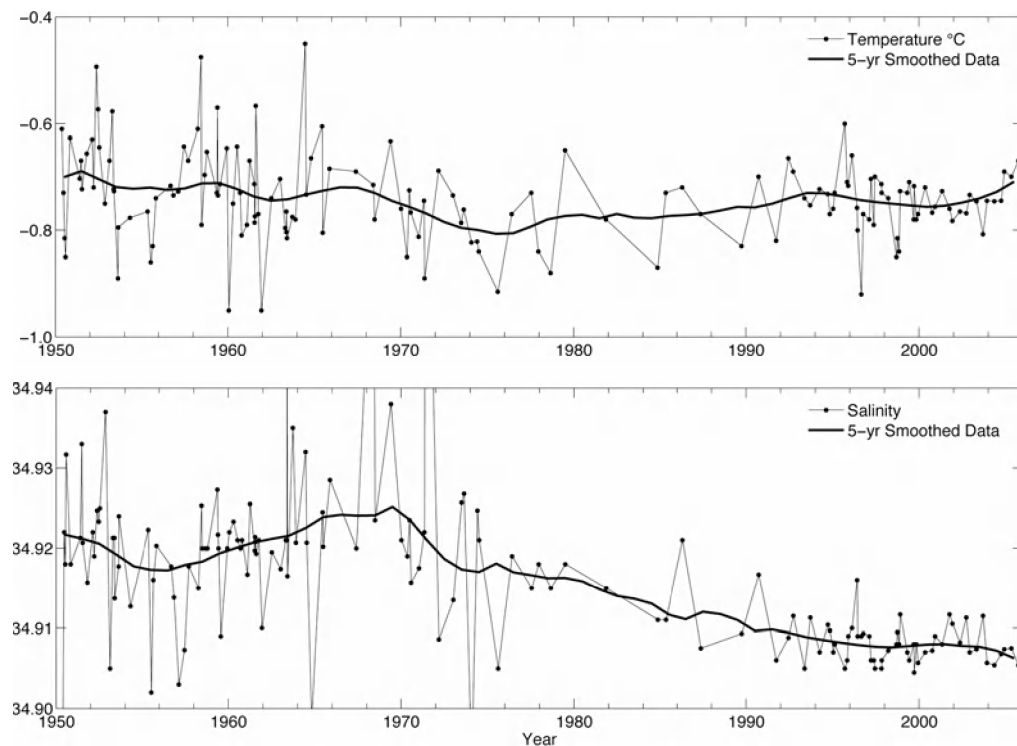 −0.4
Temperature °C
5−yr Smoothed Data
−0.6
−0.8
−1.0
1950 1960 1970 1980 1990 2000
34.94
Salinity
5−yr Smoothed Data
34.93
34.92
34.91
34.90
1950 1960 1970 1980 1990 2000
Year